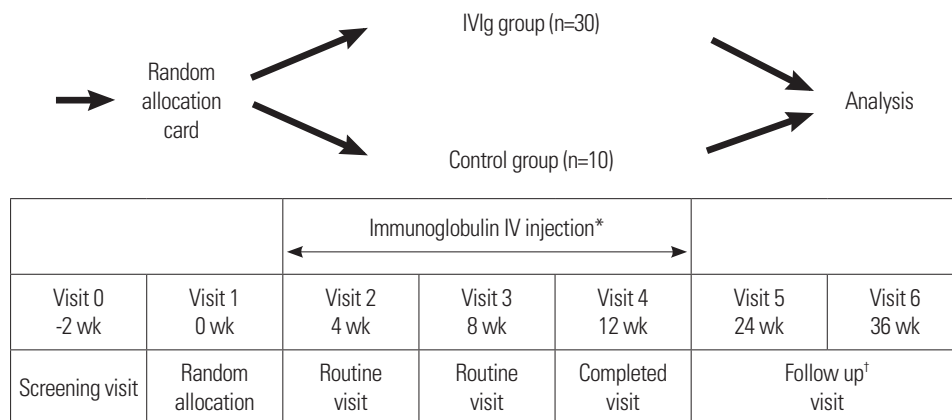 IVIg group (n=30)
Random
allocation
card
Analysis
Control group (n=10)
Immunoglobulin IV injection*
Visit 0
-2 wk
Visit 1
0 wk
Visit 2
4 wk
Visit 3
8 wk
Visit 4
12 wk
Visit 5
24 wk
Visit 6
36 wk
Screening visit
Random
allocation
Routine
visit
Routine
visit
Completed
visit
Follow up†
visit